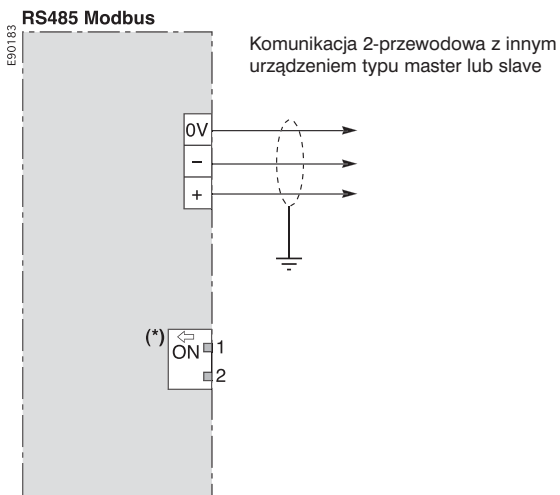 RS485 Modbus
E90183
Komunikacja 2-przewodowa z innym
urządzeniem typu master lub slave
0V
–
+
(*)
ON
1
2